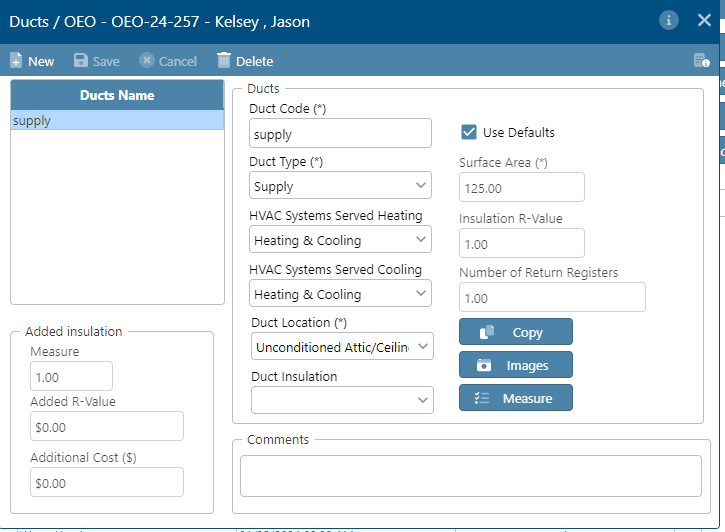 Ducts / OEO - OEO-24-257 - Kelsey , Jason
New Save Cancel Delete
Ducts Name
supply
Added insulation
Measure
1.00
Added R-Value
$0.00
Additional Cost ($)
$0.00
Ducts
Duct Code (*)
supply
Duct Type (*)
Supply
HVAC Systems Served Heating
Heating & Cooling
HVAC Systems Served Cooling
Heating & Cooling
Duct Location (*)
Unconditioned Attic/Ceilin
Duct Insulation
Use Defaults
Surface Area (*)
125.00
Insulation R-Value
1.00
Number of Return Registers
1.00
Copy
Images
Measure
Comments